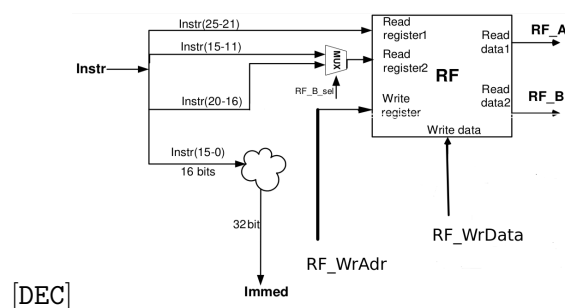 Instr(25-21)
Read
register1
Read
data1
RF_A
Instr(15-11)
MUX
Read
register2
RF
Instr
RF_B_sel
Read
data2
RF_B
Instr(20-16)
Write
register
Write data
Instr(15-0)
16 bits
32bit
RF_WrData
RF_WrAdr
Immed
[DEC]